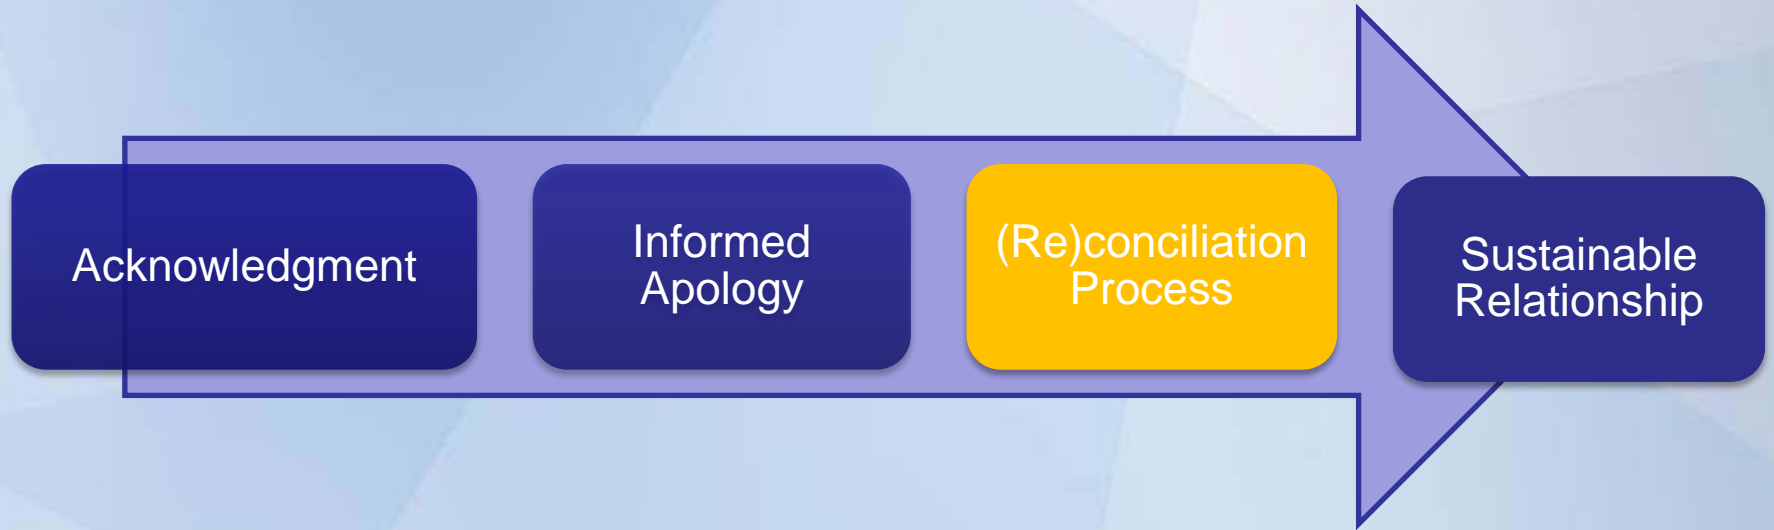 Acknowledgment
Informed
Apology
(Re)conciliation
Process
Sustainable
Relationship